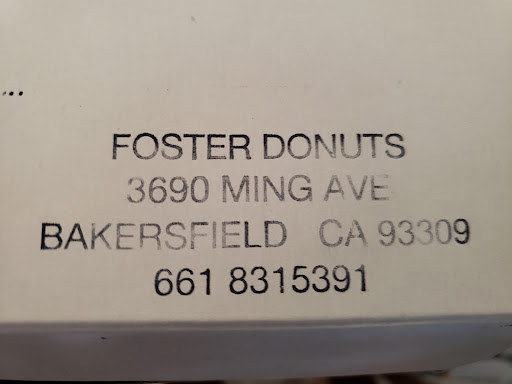 ...
FOSTER DONUTS
3690 MING AVE
BAKERSFIELD CA 93309
661 8315391